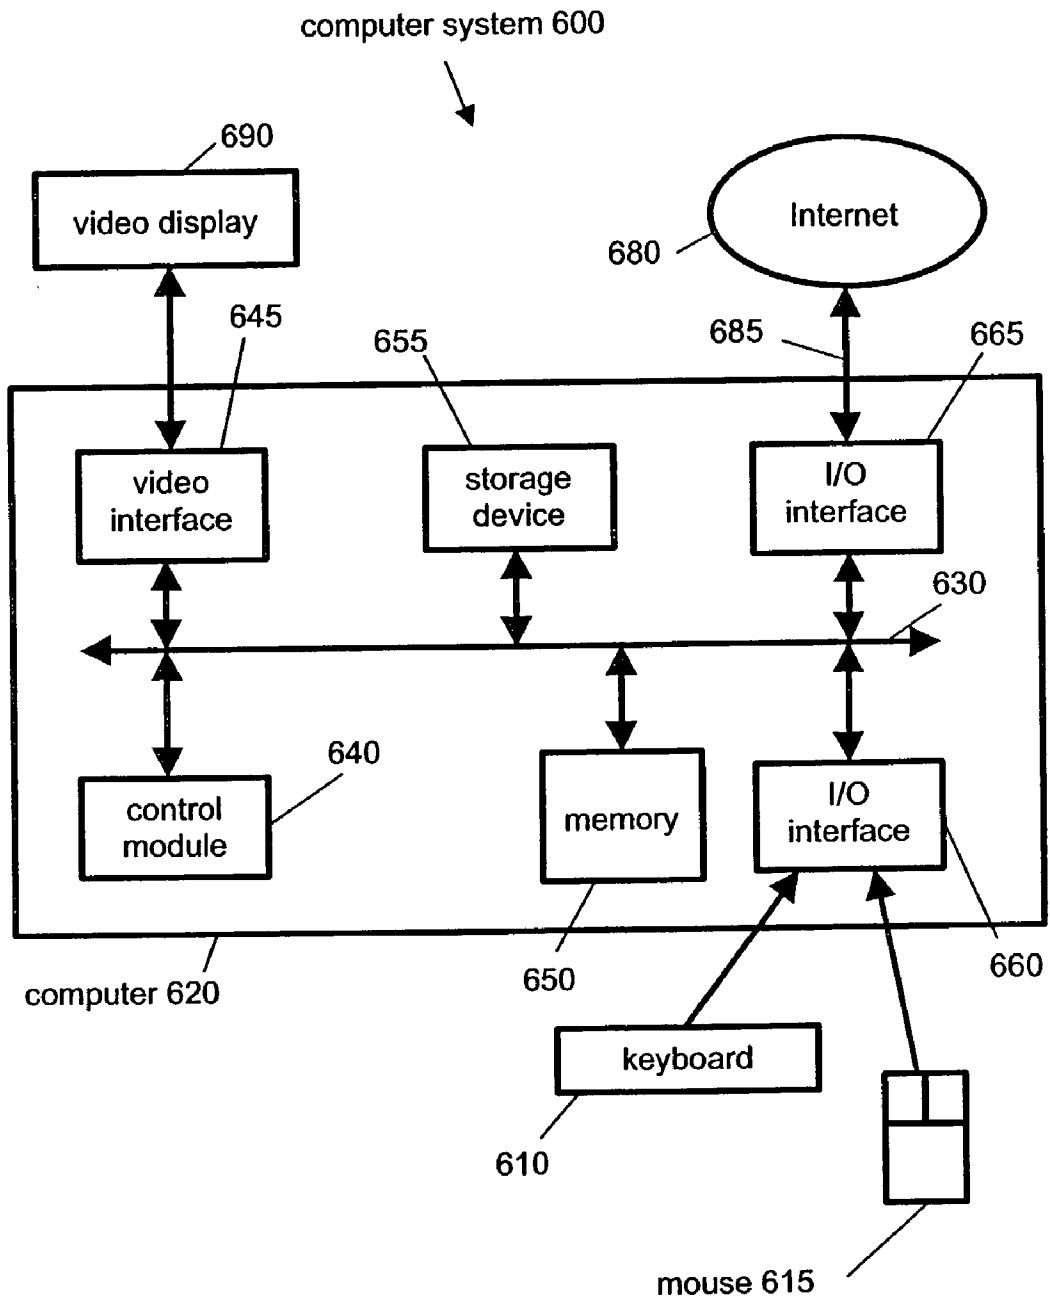 computer system 600
690
video display
Internet
680
645
685
655
665
video
interface
storage
device
I/O
interface
630
640
control
module
memory
I/O
interface
650
660
computer 620
keyboard
610
mouse 615